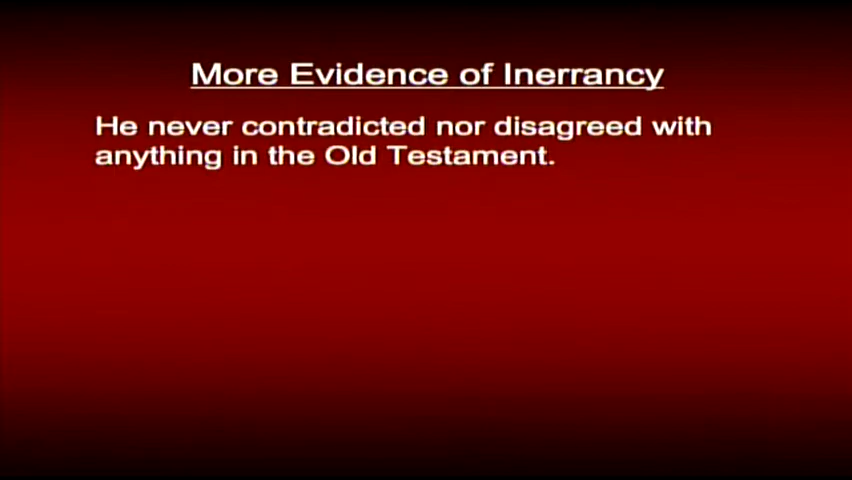 More Evidence of Inerrancy
He never contradicted nor disagreed with
anything in the Old Testament.